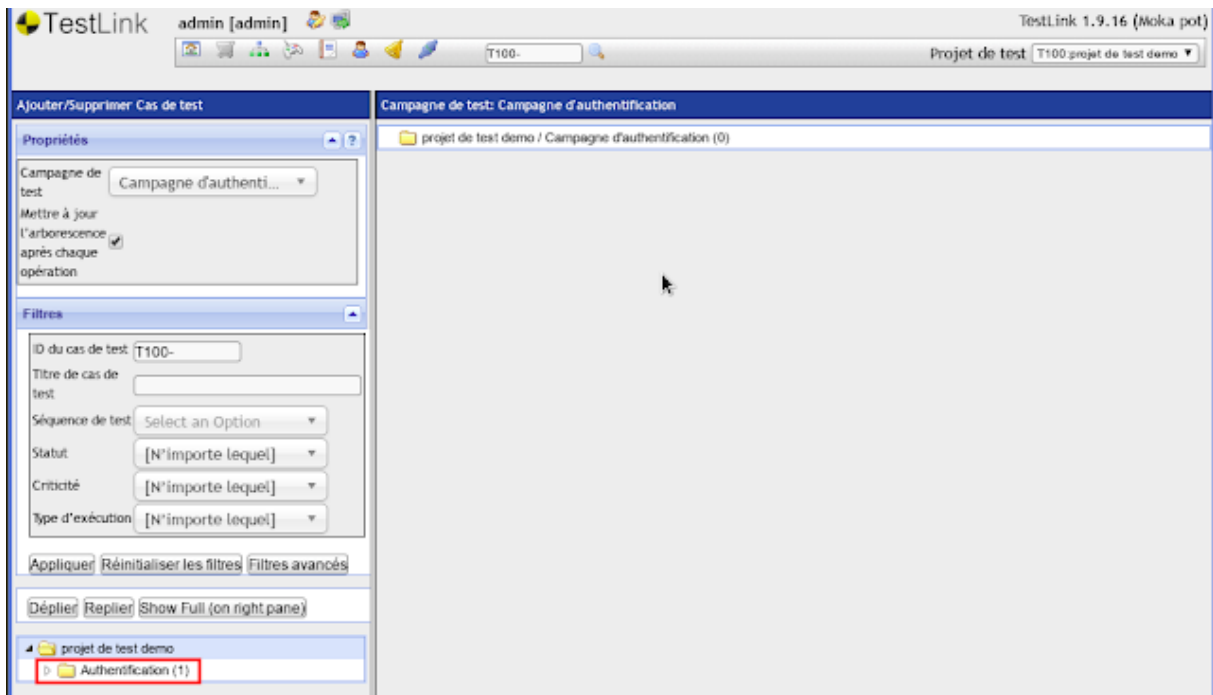 TestLink admin [admin] TestLink 1.9.16 (Moka pot)
T100- Projet de test T100:projet de test demo
Ajouter/Supprimer Cas de test
Campagne de test: Campagne d'authentification
Propriétés ?
projet de test demo / Campagne d'authentification (0)
Campagne de
test
Campagne d'authenti...
Mettre à jour
l'arborescence
après chaque
opération
Filtres
ID du cas de test T100-
Titre de cas de
test
Séquence de test Select an Option
Statut [N'importe lequel]
Criticité [N'importe lequel]
Type d'exécution [N'importe lequel]
Appliquer Réinitialiser les filtres Filtres avancés
Déplier Replier Show Full (on right pane)
projet de test demo
Authentification (1)